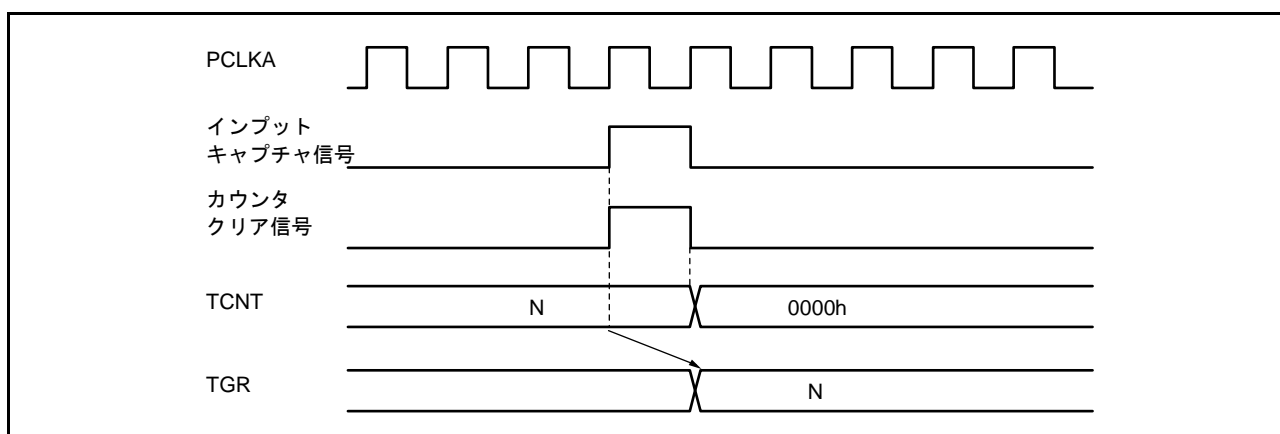 PCLKA
インプット
キャプチャ信号
カウンタ
クリア信号
TCNT
N
0000h
TGR
N